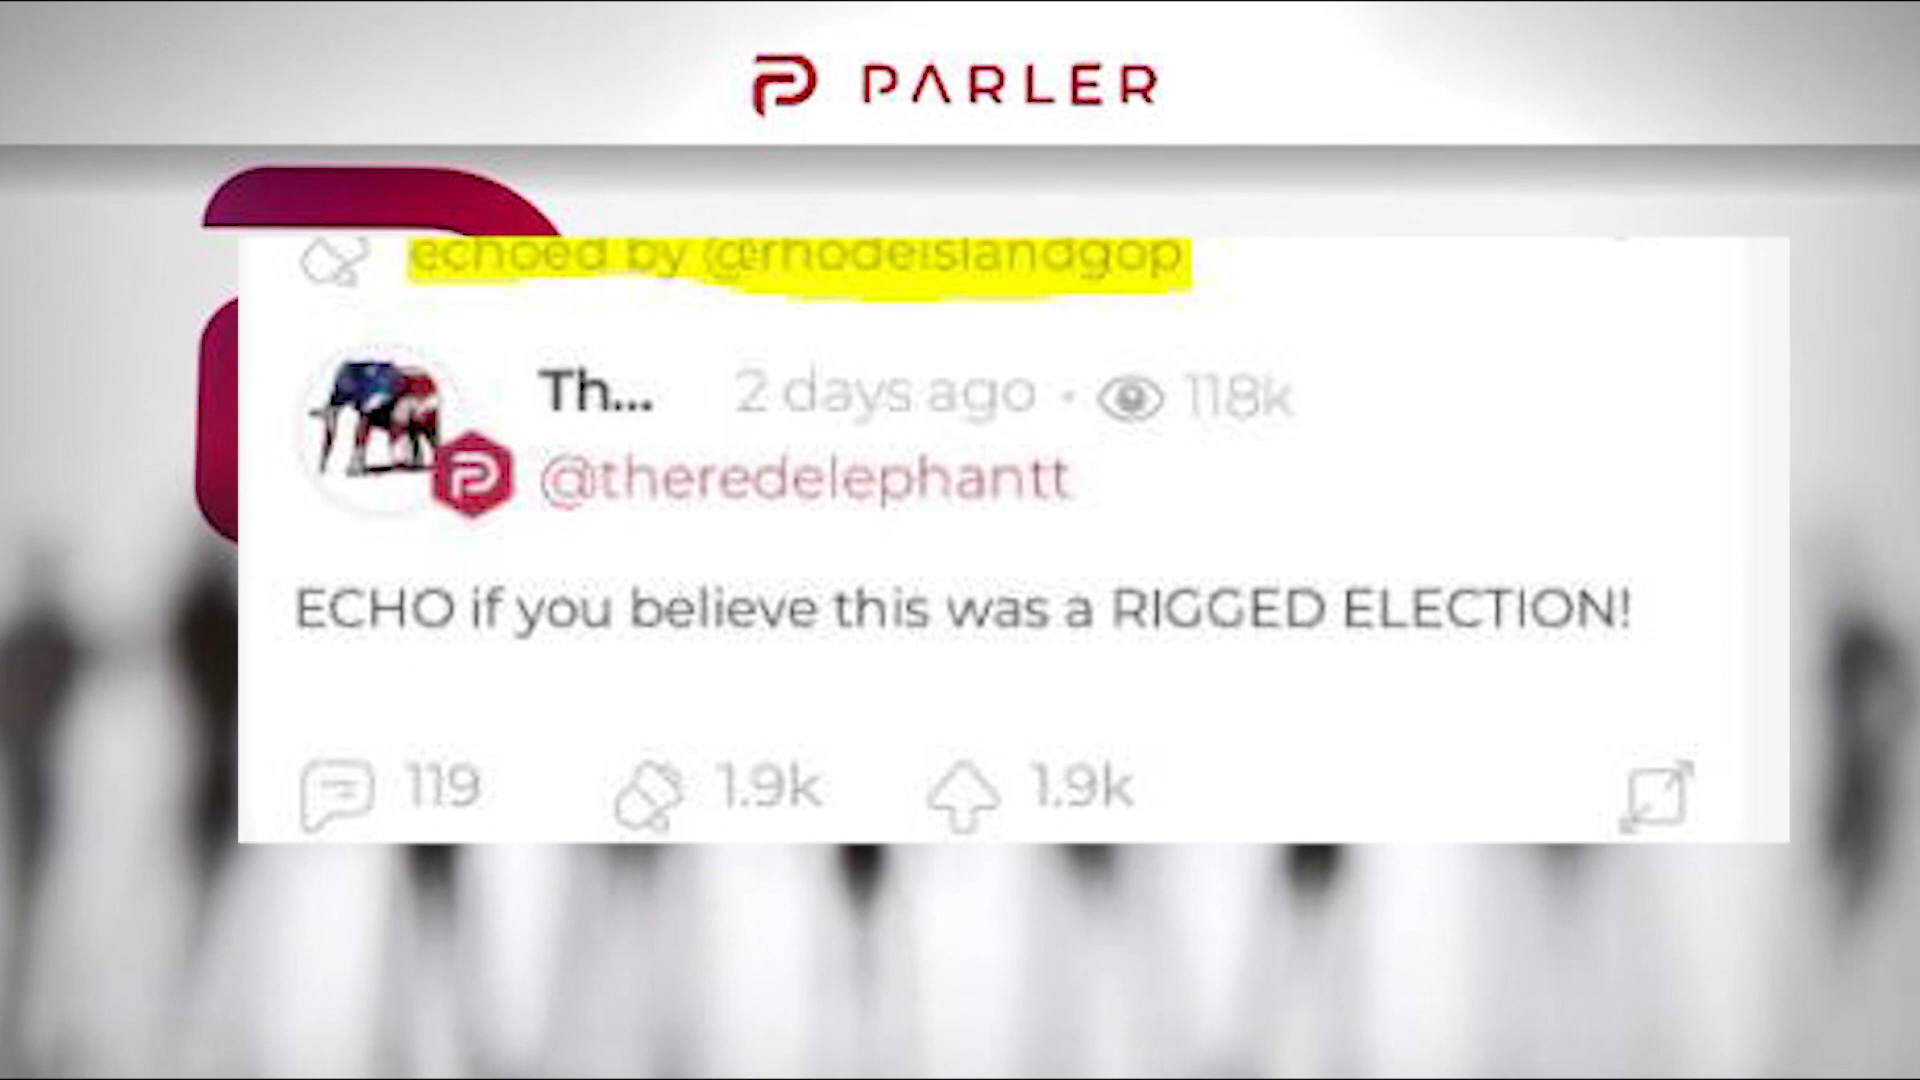 PARLER
echoed by @rhodeislandgop
Th... 2 days ago • 118k
@theredelephantt
ECHO if you believe this was a RIGGED ELECTION!
119 1.9k 1.9k